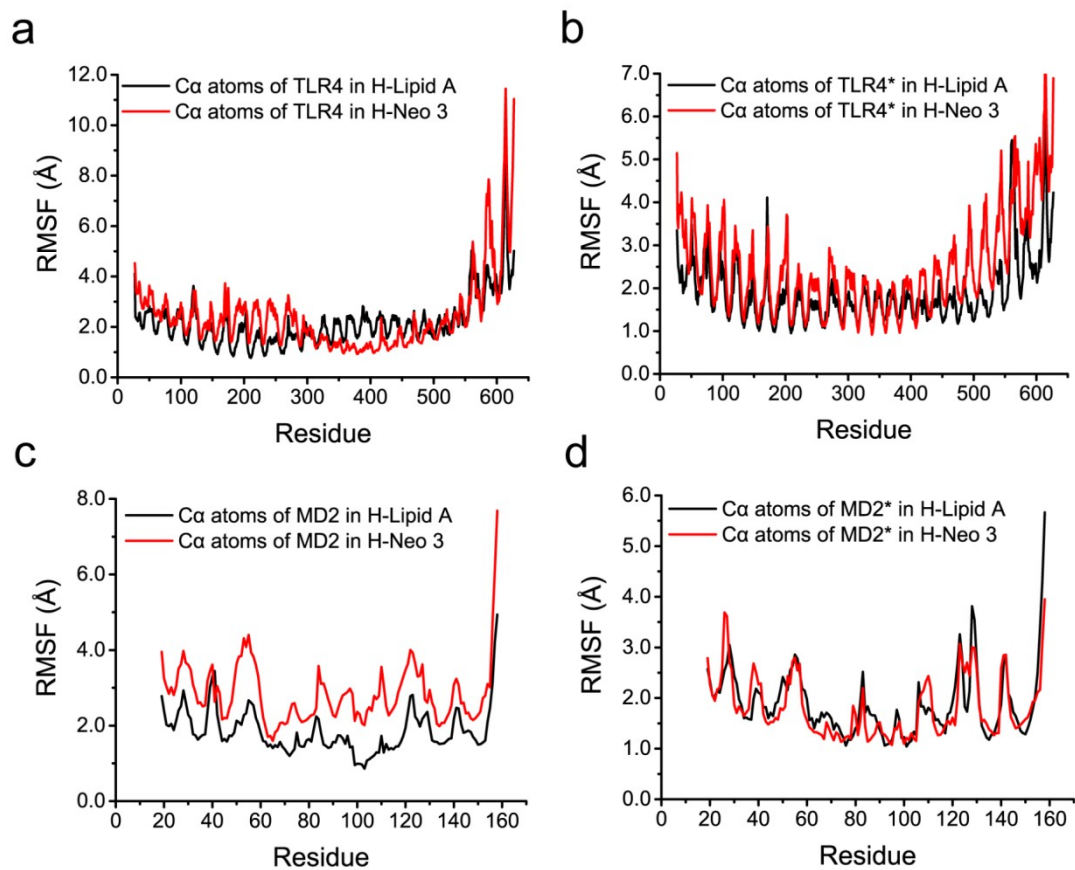 a
12.0
10.0
8.0
6.0
4.0
2.0
0.0
RMSF (Å)
Cα atoms of TLR4 in H-Lipid A
Cα atoms of TLR4 in H-Neo 3
0 100 200 300 400 500 600
Residue
b
7.0
6.0
5.0
4.0
3.0
2.0
1.0
0.0
RMSF (Å)
Cα atoms of TLR4* in H-Lipid A
Cα atoms of TLR4* in H-Neo 3
0 100 200 300 400 500 600
Residue
c
8.0
6.0
4.0
2.0
0.0
RMSF (Å)
Cα atoms of MD2 in H-Lipid A
Cα atoms of MD2 in H-Neo 3
0 20 40 60 80 100 120 140 160
Residue
d
6.0
5.0
4.0
3.0
2.0
1.0
0.0
RMSF (Å)
Cα atoms of MD2* in H-Lipid A
Cα atoms of MD2* in H-Neo 3
0 20 40 60 80 100 120 140 160
Residue